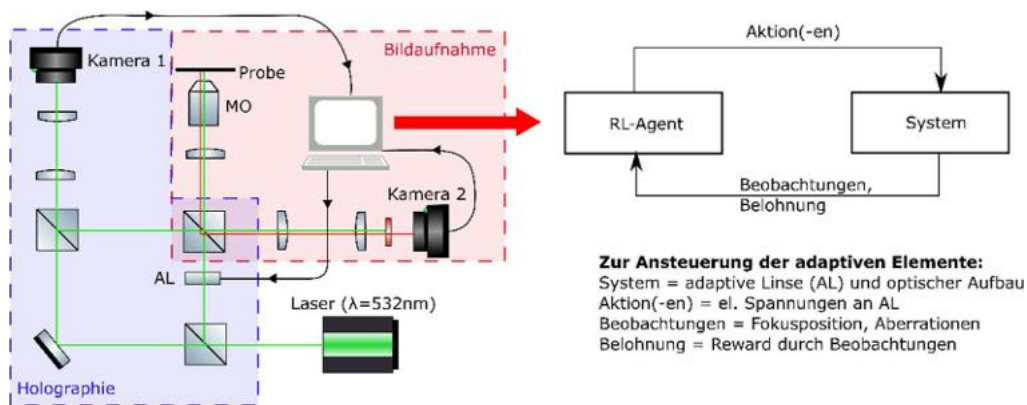 Kamera 1
Bildaufnahme
Probe
MO
Kamera 2
AL
Laser (λ=532nm)
Holographie
Aktion(-en)
RL-Agent
System
Beobachtungen,
Belohnung
Zur Ansteuerung der adaptiven Elemente:
System = adaptive Linse (AL) und optischer Aufbau
Aktion(-en) = el. Spannungen an AL
Beobachtungen = Fokusposition, Aberrationen
Belohnung = Reward durch Beobachtungen